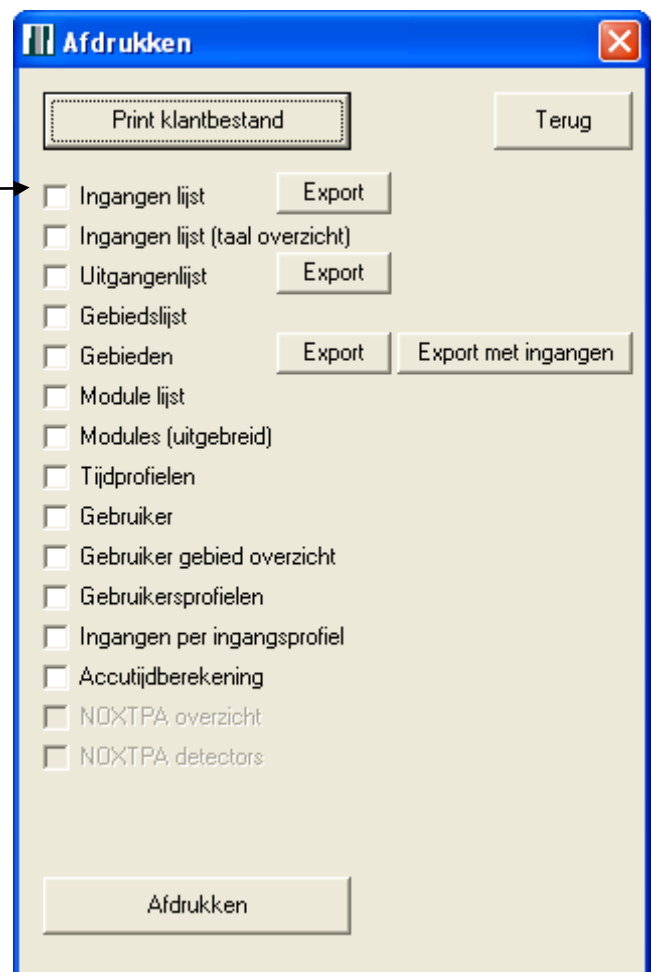 Afdrukken
Print klantbestand Terug
Ingangen lijst Export
Ingangen lijst (taal overzicht)
Uitgangenlijst Export
Gebiedslijst
Gebieden Export Export met ingangen
Module lijst
Modules (uitgebreid)
Tijdprofielen
Gebruiker
Gebruiker gebied overzicht
Gebruikersprofielen
Ingangen per ingangsprofiel
Accutijdberekening
NOXTPA overzicht
NOXTPA detectors
Afdrukken